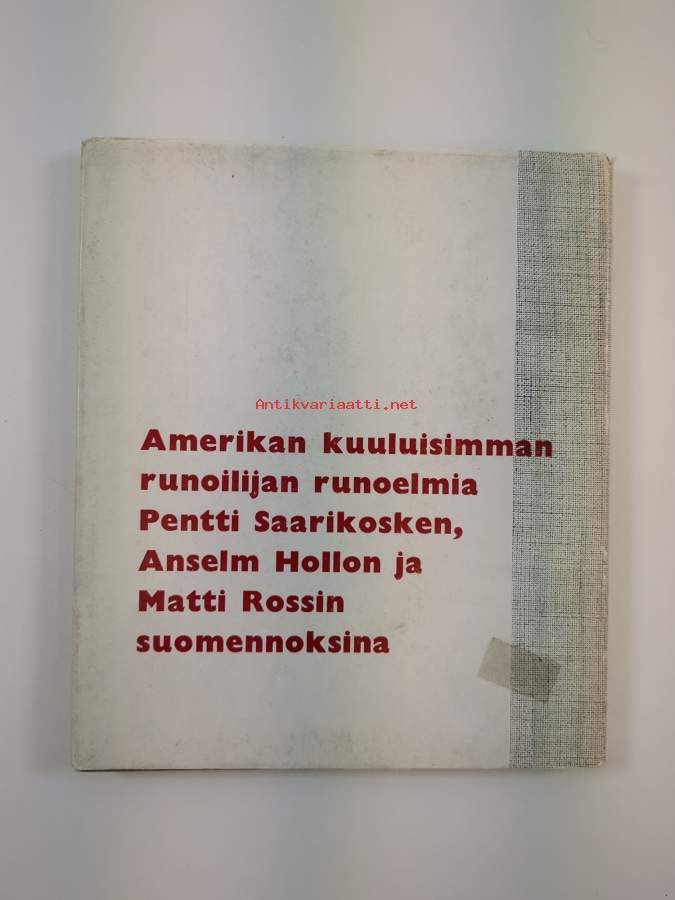 Antikvariaatti.net
Amerikan kuuluisimman
runoilijan runoelmia
Pentti Saarikosken,
Anselm Hollon ja
Matti Rossin
suomennoksina